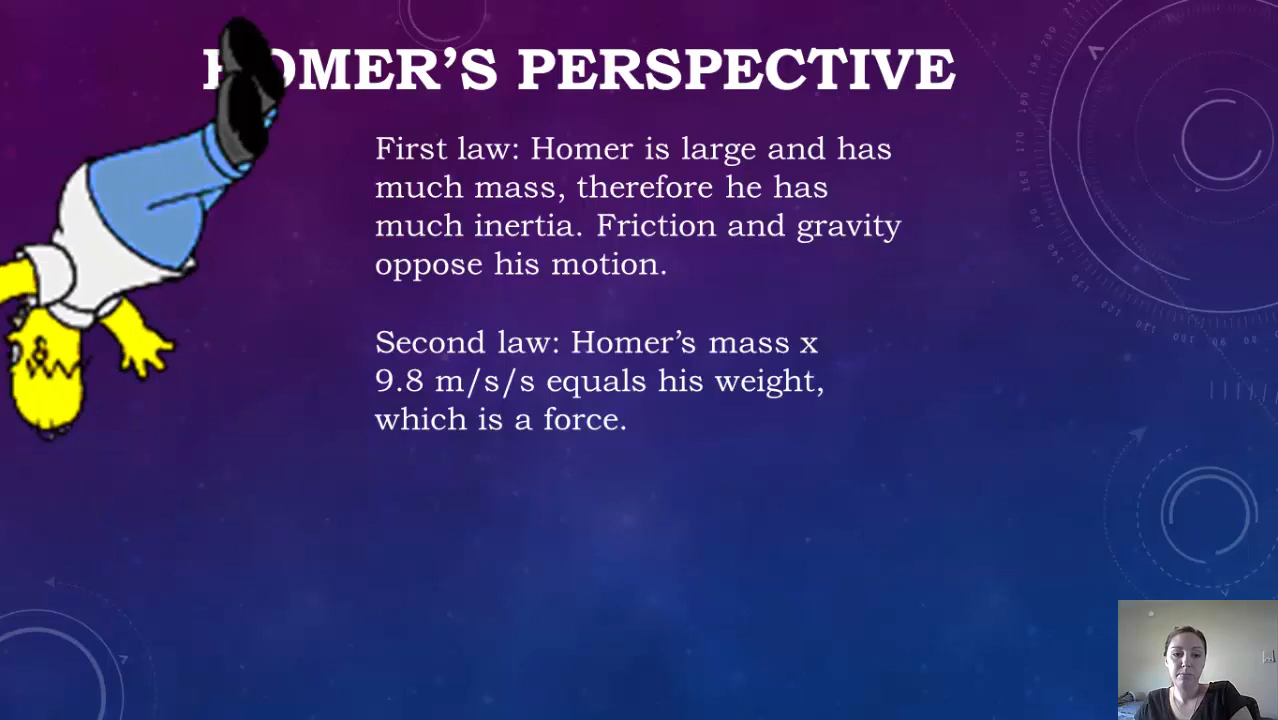 HOMER’S PERSPECTIVE
First law: Homer is large and has
much mass, therefore he has
much inertia. Friction and gravity
oppose his motion.
Second law: Homer’s mass x
9.8 m/s/s equals his weight,
which is a force.